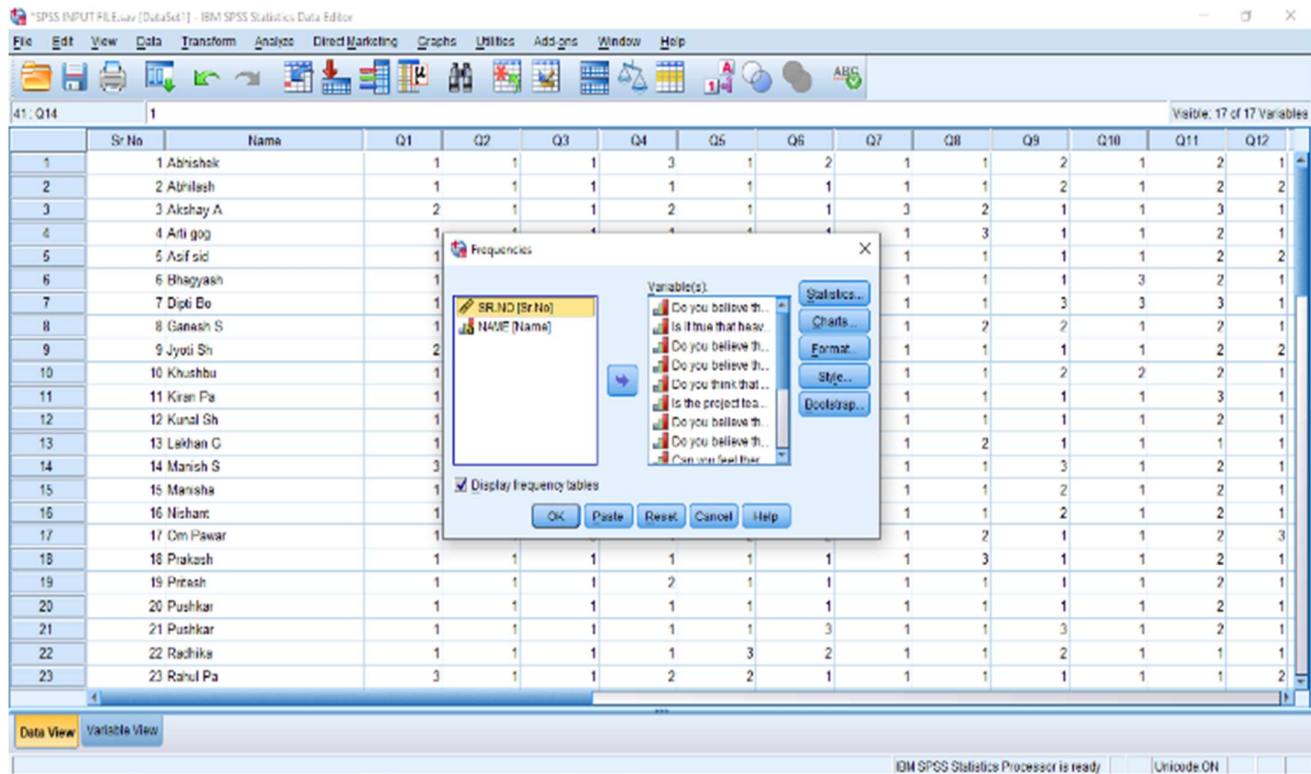 *SPSS INPUT FILE.sav [DataSet1] - IBM SPSS Statistics Data Editor
File Edit View Data Transform Analyze Direct Marketing Graphs Utilities Add-ons Window Help
41 : Q14 1 Visible: 17 of 17 Variables
Sr.No Name Q1 Q2 Q3 Q4 Q5 Q6 Q7 Q8 Q9 Q10 Q11 Q12
1 1 Abhishek 1 1 1 3 1 2 1 1 2 1 2 1
2 2 Abhilash 1 1 1 1 1 1 1 1 2 1 2 2
3 3 Akshay A 2 1 1 2 1 1 3 2 1 1 3 1
4 4 Arti gog 1 1 3 1 1 2 1
5 5 Asif sid 1 1 1 1 1 2 2
6 6 Bhagyash 1 1 1 1 3 2 1
7 7 Dipti Bo 1 1 1 3 3 3 1
8 8 Ganesh S 1 1 2 2 1 2 1
9 9 Jyoti Sh 2 1 1 1 1 2 2
10 10 Khushbu 1 1 1 2 2 2 1
11 11 Kiran Pa 1 1 1 1 1 3 1
12 12 Kunal Sh 1 1 1 1 1 2 1
13 13 Lakhan G 1 1 2 1 1 1 1
14 14 Manish S 3 1 1 3 1 2 1
15 15 Manisha 1 1 1 2 1 2 1
16 16 Nishant 1 1 1 2 1 2 1
17 17 Om Pawar 1 1 2 1 1 2 3
18 18 Prakash 1 1 1 1 1 1 1 3 1 1 2 1
19 19 Pritesh 1 1 1 2 1 1 1 1 1 1 2 1
20 20 Pushkar 1 1 1 1 1 1 1 1 1 1 2 1
21 21 Pushkar 1 1 1 1 1 3 1 1 3 1 2 1
22 22 Radhika 1 1 1 1 3 2 1 1 2 1 1 1
23 23 Rahul Pa 3 1 1 2 2 1 1 1 1 1 1 2
Frequencies
Variable(s):
SR.NO [Sr.No]
NAME [Name]
Do you believe th...
Is it true that heav...
Do you believe th...
Do you believe th...
Do you think that ...
Is the project tea...
Do you believe th...
Do you believe th...
Can you feel ther...
Statistics...
Charts...
Format...
Style...
Bootstrap...
Display frequency tables
OK Paste Reset Cancel Help
Data View Variable View
IBM SPSS Statistics Processor is ready Unicode:ON